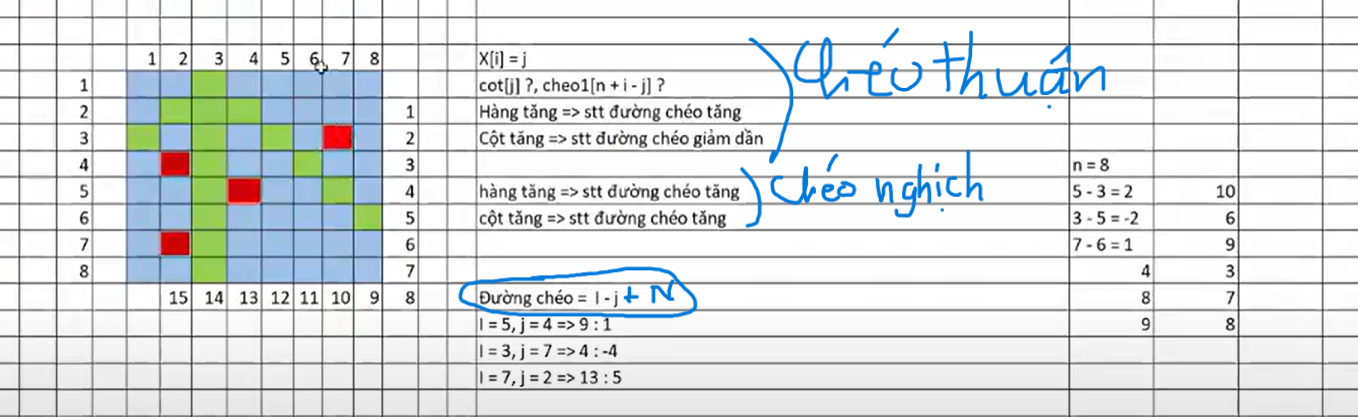 1 2 3 4 5 6 7 8 X[i] = j
1 cot[j] ?, cheo1[n + i - j] ?
Chéo thuận
2 1 Hàng tăng => stt đường chéo tăng
3 2 Cột tăng => stt đường chéo giảm dần
4 3 n = 8
5 4 hàng tăng => stt đường chéo tăng 5 - 3 = 2 10
chéo nghịch
6 5 cột tăng => stt đường chéo tăng 3 - 5 = -2 6
7 6 7 - 6 = 1 9
8 7 4 3
15 14 13 12 11 10 9 8 Đường chéo = I - j + N 8 7
I = 5, j = 4 => 9 : 1 9 8
I = 3, j = 7 => 4 : -4
I = 7, j = 2 => 13 : 5